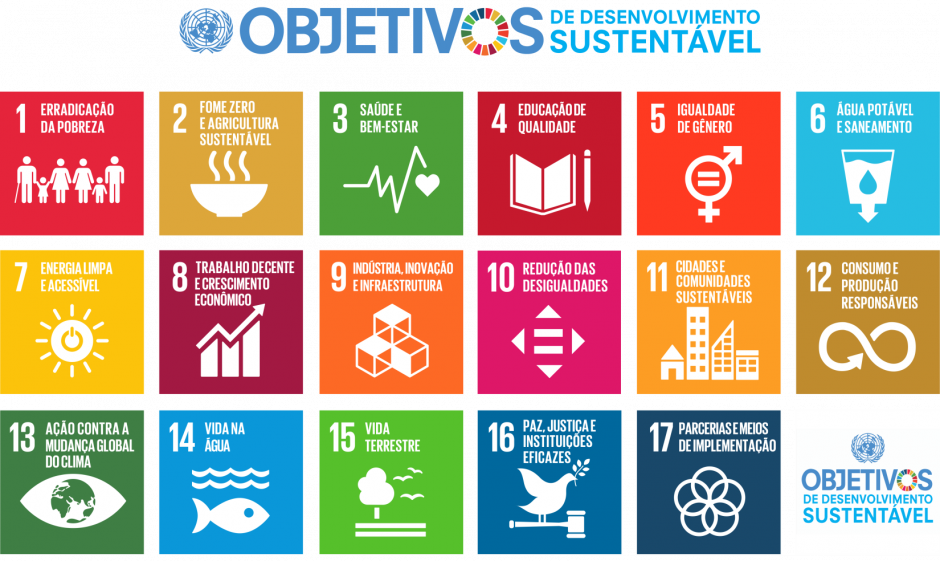 OBJETIVOS
DE DESENVOLVIMENTO
SUSTENTÁVEL
1 ERRADICAÇÃO
DA POBREZA
2 FOME ZERO
E AGRICULTURA
SUSTENTÁVEL
3 SAÚDE E
BEM-ESTAR
4 EDUCAÇÃO DE
QUALIDADE
5 IGUALDADE
DE GÊNERO
6 ÁGUA POTÁVEL
E SANEAMENTO
7 ENERGIA LIMPA
E ACESSÍVEL
8 TRABALHO DECENTE
E CRESCIMENTO
ECONÔMICO
9 INDÚSTRIA, INOVAÇÃO
E INFRAESTRUTURA
10 REDUÇÃO DAS
DESIGUALDADES
11 CIDADES E
COMUNIDADES
SUSTENTÁVEIS
12 CONSUMO E
PRODUÇÃO
RESPONSÁVEIS
13 AÇÃO CONTRA A
MUDANÇA GLOBAL
DO CLIMA
14 VIDA NA
ÁGUA
15 VIDA
TERRESTRE
16 PAZ, JUSTIÇA E
INSTITUIÇÕES
EFICAZES
17 PARCERIAS E MEIOS
DE IMPLEMENTAÇÃO
OBJETIVOS
DE DESENVOLVIMENTO
SUSTENTÁVEL